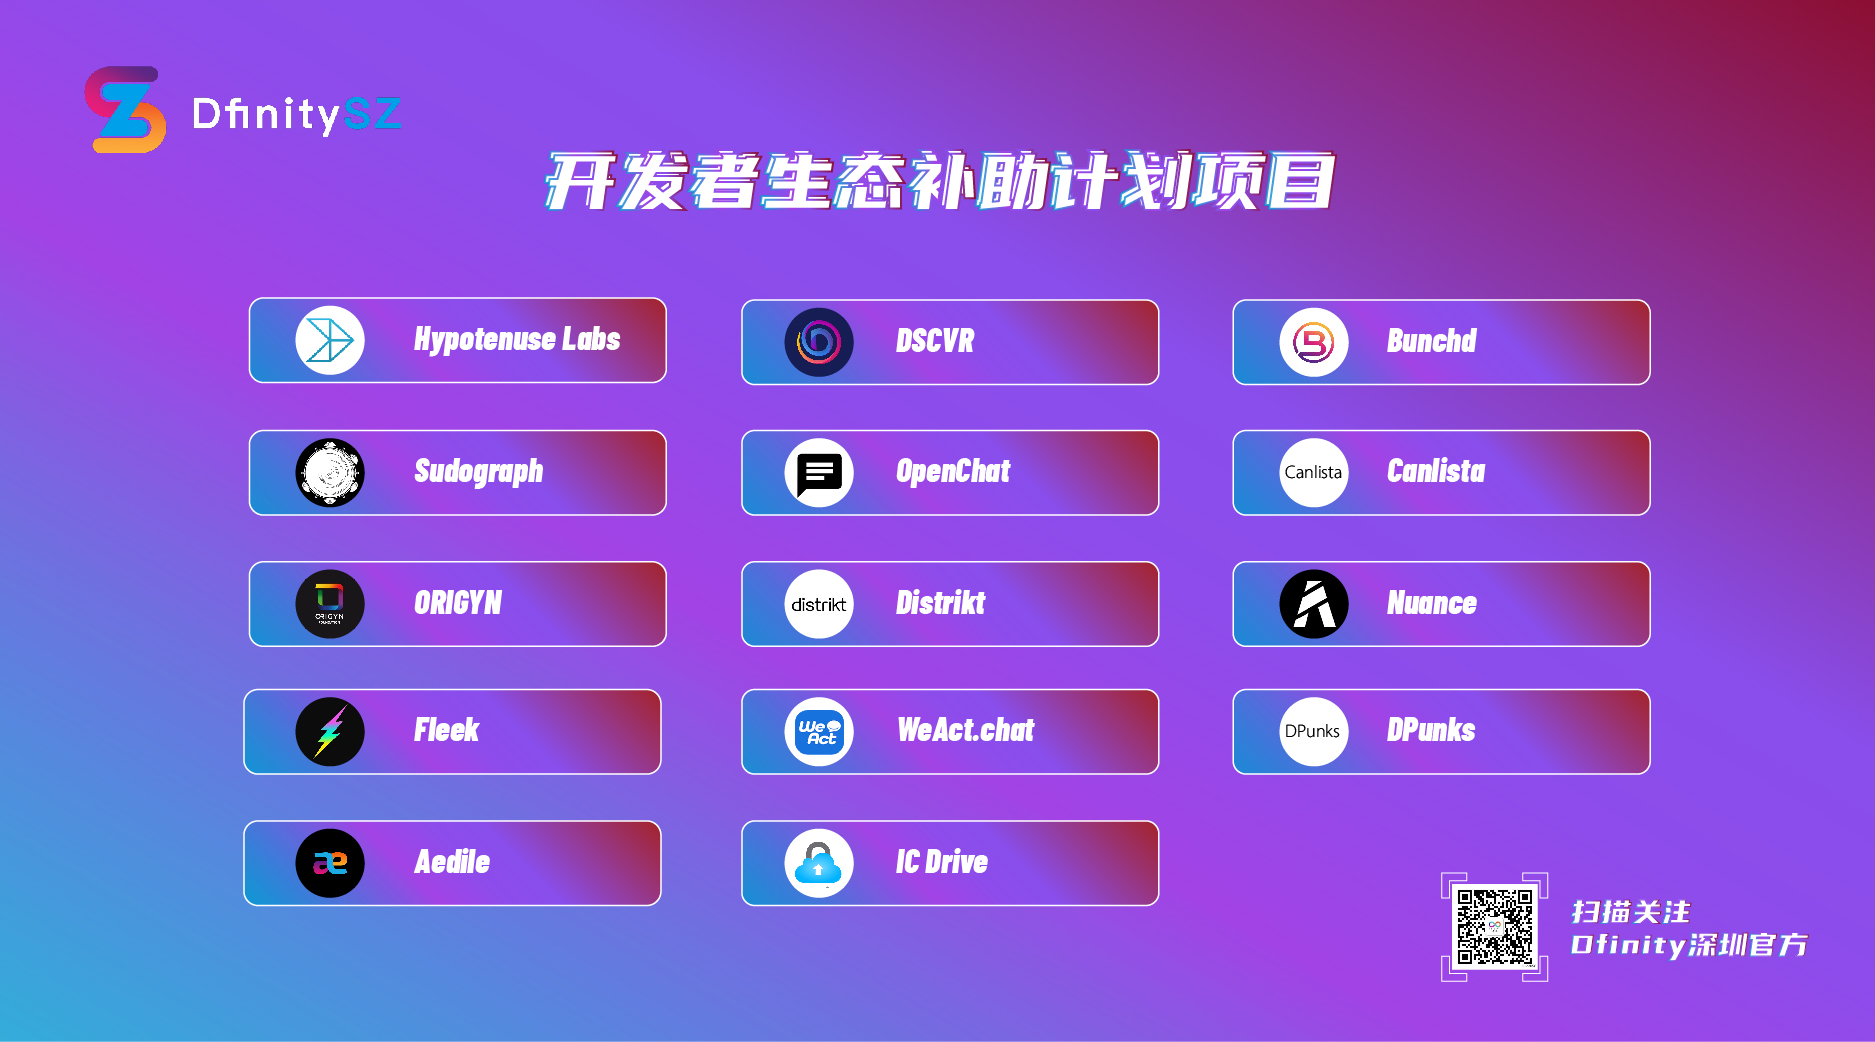 DfinitySZ
开发者生态补助计划项目
Hypotenuse Labs
DSCVR
Bunchd
Sudograph
OpenChat
Canlista
Canlista
ORIGYN
ORIGYN
distrikt
Distrikt
Nuance
Fleek
We Act
WeAct.chat
DPunks
DPunks
ae
Aedile
IC Drive
扫描关注
Dfinity深圳官方